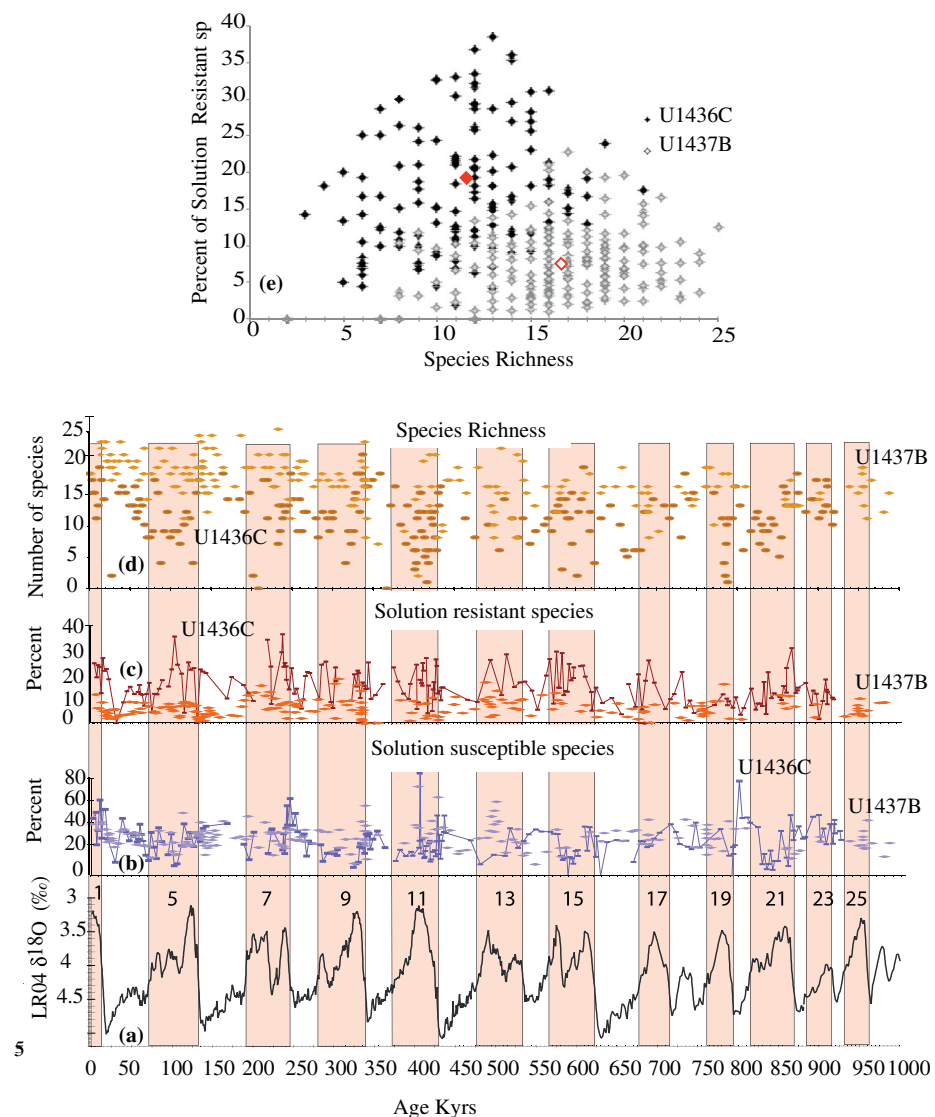 40
35
30
25
20
15
10
5
0
Percent of Solution Resistant sp
U1436C
U1437B
(e)
0 5 10 15 20 25
Species Richness
Species Richness
25
20
15
10
5
0
Number of species
U1437B
U1436C
(d)
Solution resistant species
40
30
20
10
0
Percent
U1436C
(c)
U1437B
Solution susceptible species
80
60
40
20
0
Percent
U1436C
U1437B
(b)
1 5 7 9 11 13 15 17 19 21 23 25
3
3.5
4
4.5
5
LR04 δ18O (‰)
(a)
0 50 100 150 200 250 300 350 400 450 500 550 600 650 700 750 800 850 900 950 1000
Age Kyrs